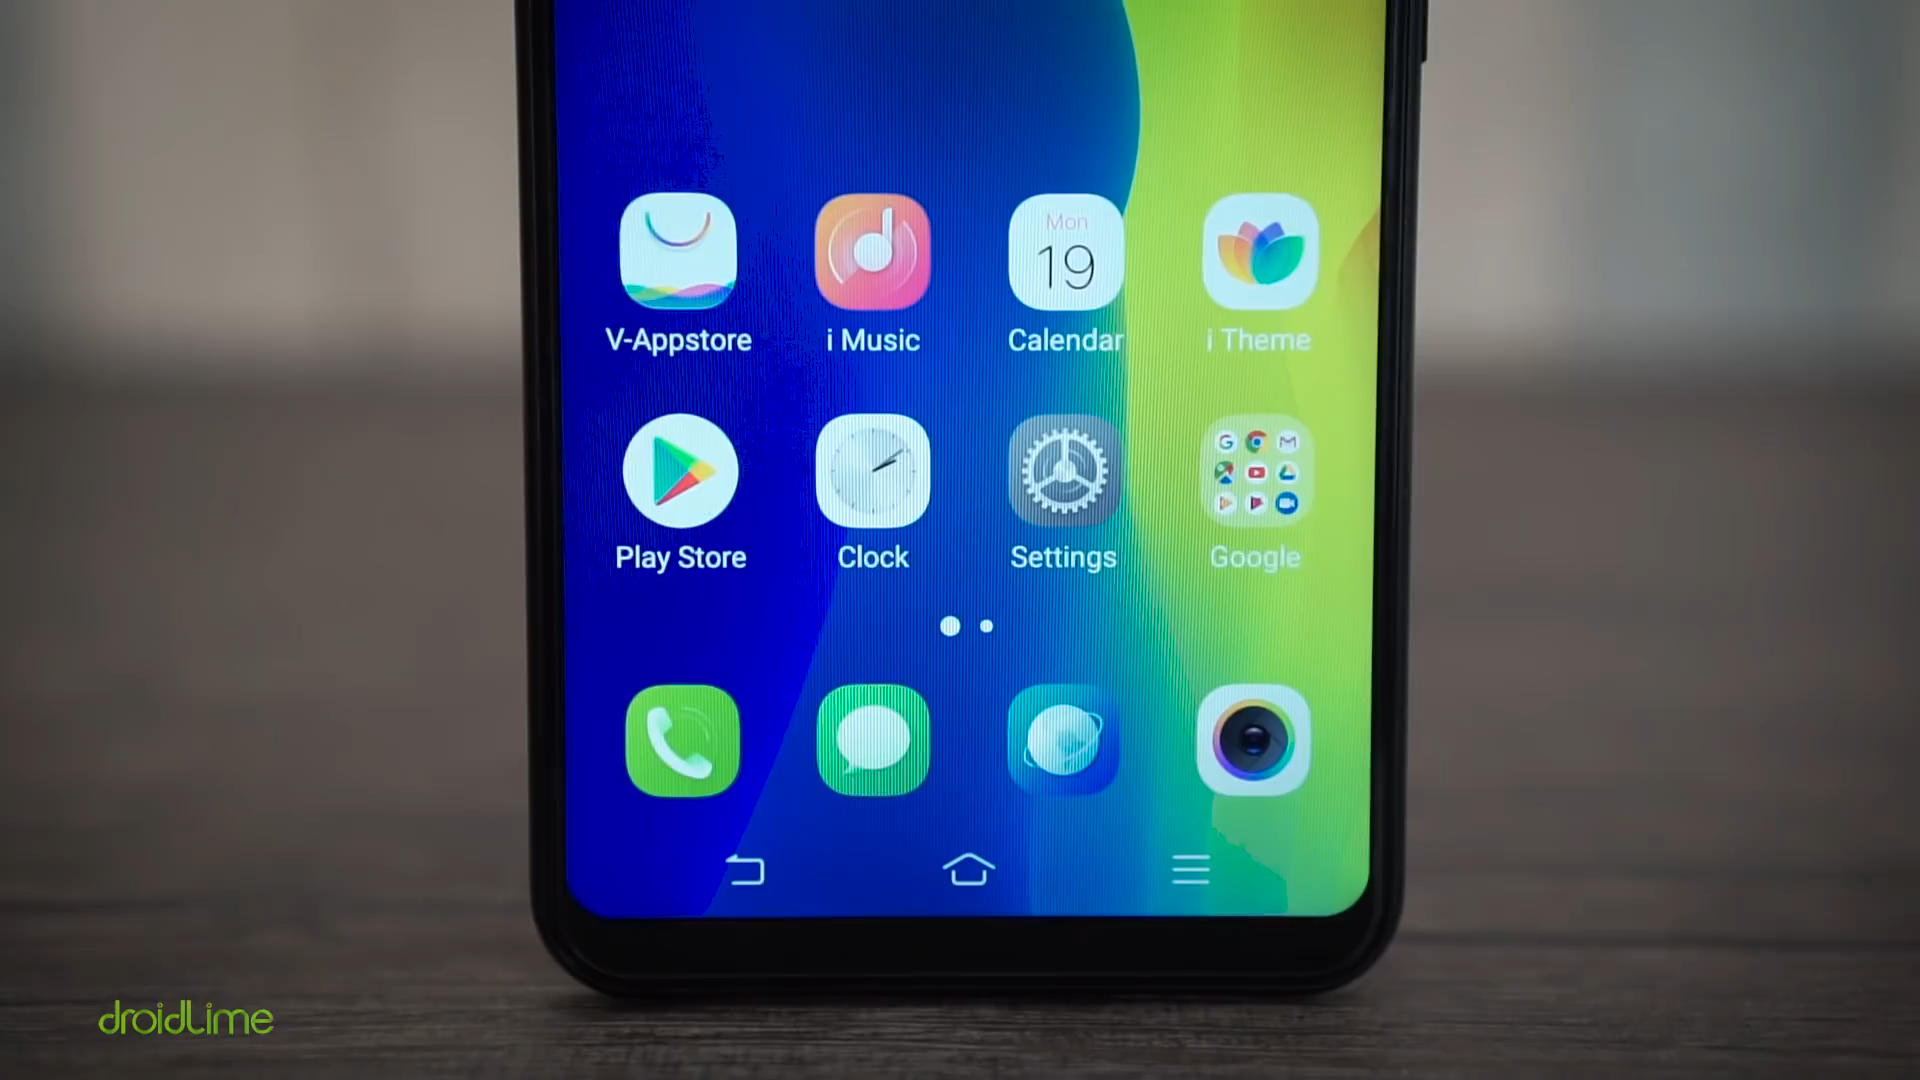 Mon
19
V-Appstore
i Music
Calendar
i Theme
G
Play Store
Clock
Settings
Google
droidLime